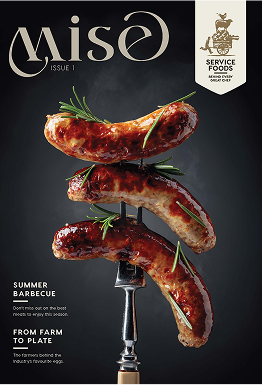 mise
ISSUE 1
SERVICE
FOODS
BEHIND EVERY
GREAT CHEF
SUMMER
BARBECUE
Don't miss out on the best
meats to enjoy this season.
FROM FARM
TO PLATE
The farmers behind the
industry's favourite eggs.